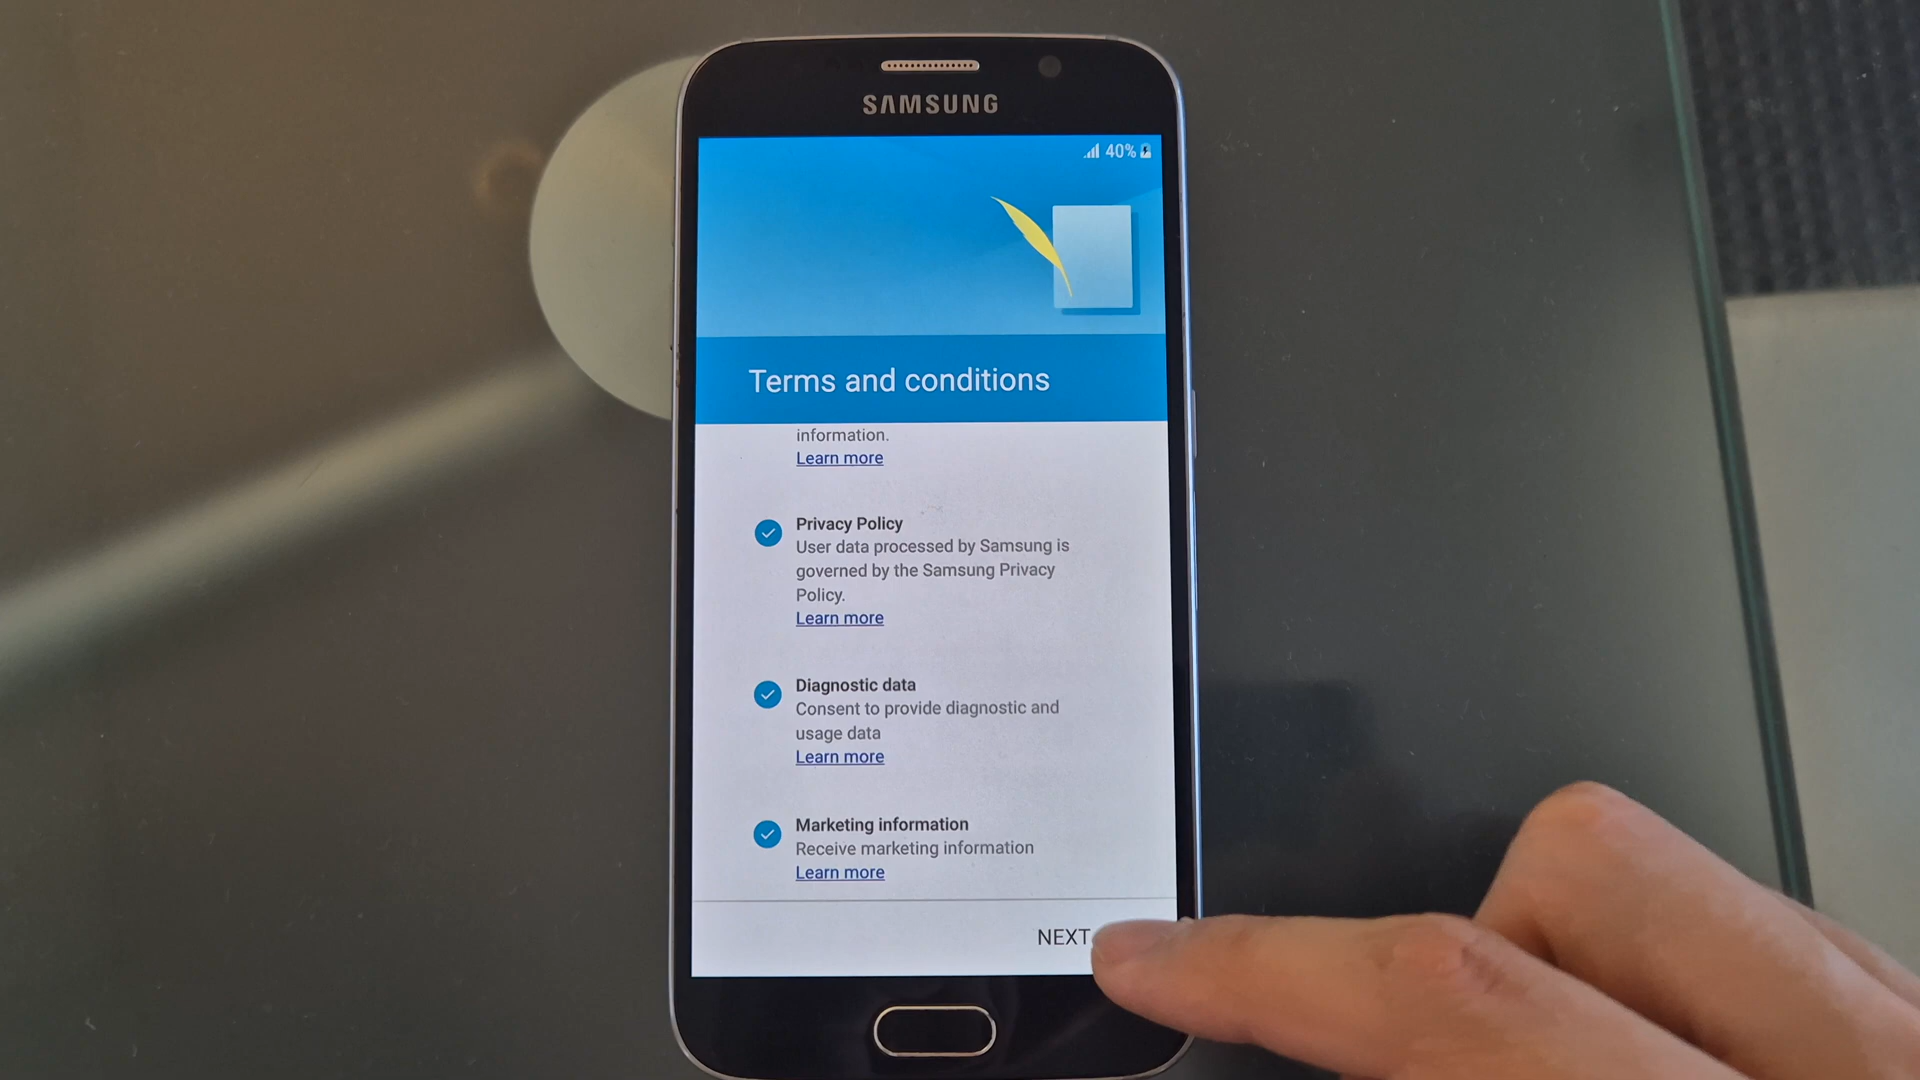 SAMSUNG
40%
Terms and conditions
information.
Learn more
Privacy Policy
User data processed by Samsung is
governed by the Samsung Privacy
Policy.
Learn more
Diagnostic data
Consent to provide diagnostic and
usage data
Learn more
Marketing information
Receive marketing information
Learn more
NEXT